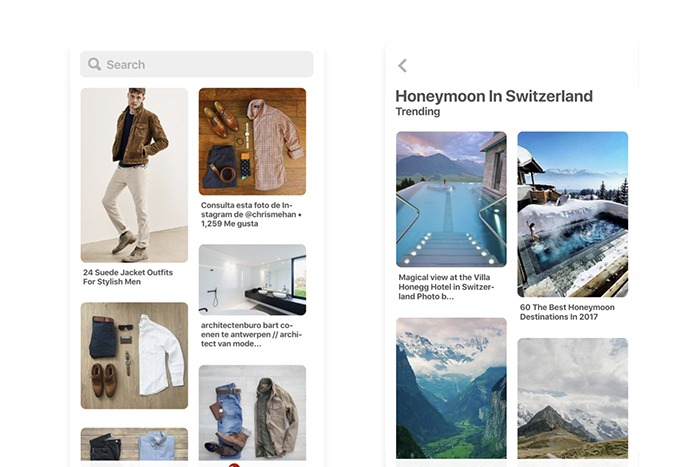 Search
24 Suede Jacket Outfits
For Stylish Men
Consulta esta foto de In-
stagram de @chrismehan •
1,259 Me gusta
architectenburo bart co-
enen te antwerpen // archi-
tect van mode...
Honeymoon In Switzerland
Trending
Magical view at the Villa
Honegg Hotel in Switzer-
land Photo b...
60 The Best Honeymoon
Destinations In 2017